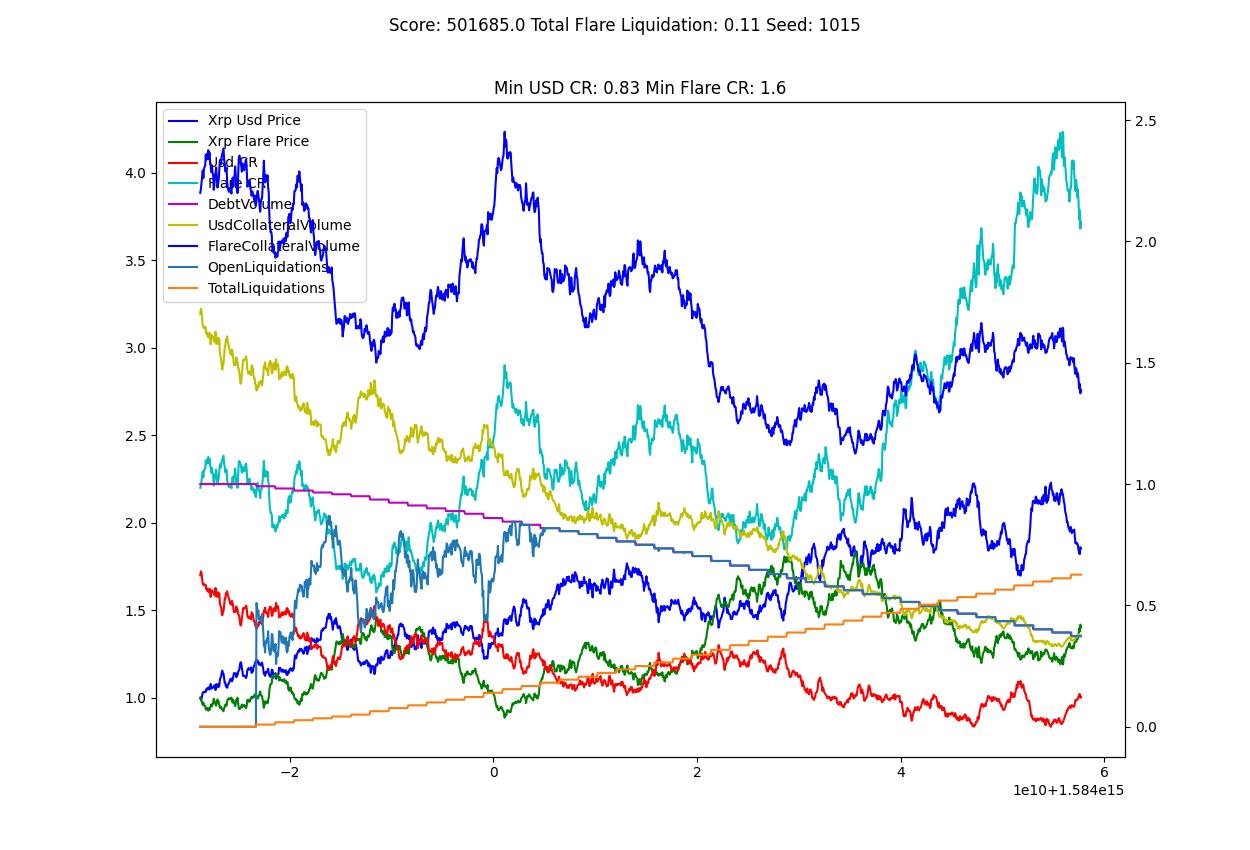 Score: 501685.0 Total Flare Liquidation: 0.11 Seed: 1015
Min USD CR: 0.83 Min Flare CR: 1.6
Xrp Usd Price
Xrp Flare Price
Usd CR
Flare CR
DebtVolume
UsdCollateralVolume
FlareCollateralVolume
OpenLiquidations
TotalLiquidations
4.0
3.5
3.0
2.5
2.0
1.5
1.0
2.5
2.0
1.5
1.0
0.5
0.0
−2
0
2
4
6
1e10+1.584e15